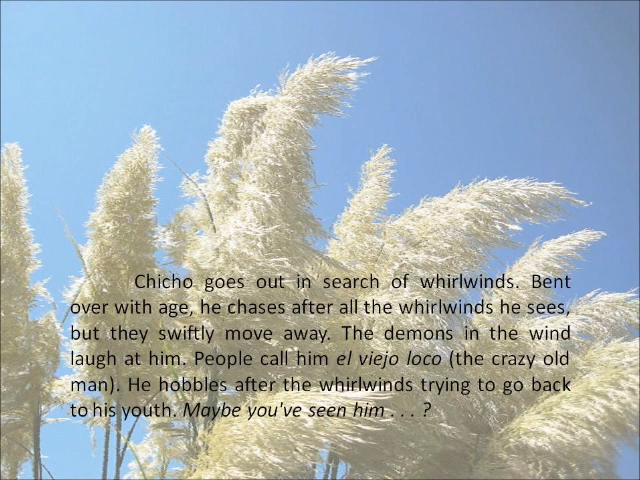 Chicho goes out in search of whirlwinds. Bent
over with age, he chases after all the whirlwinds he sees,
but they swiftly move away. The demons in the wind
laugh at him. People call him el viejo loco (the crazy old
man). He hobbles after the whirlwinds trying to go back
to his youth. Maybe you've seen him . . . ?